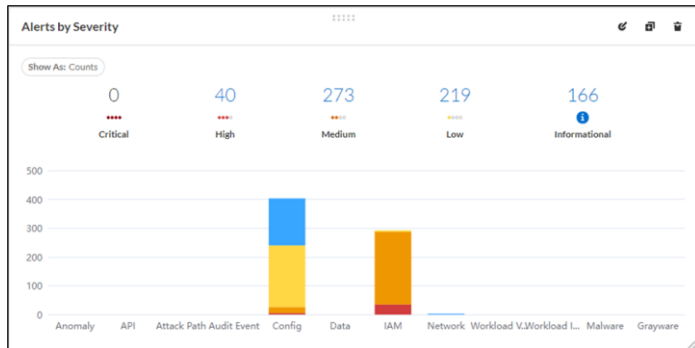 Alerts by Severity
Show As: Counts
0 40 273 219 166
Critical High Medium Low Informational
500
400
300
200
100
0
Anomaly API Attack Path Audit Event Config Data IAM Network Workload V... Workload I... Malware Grayware